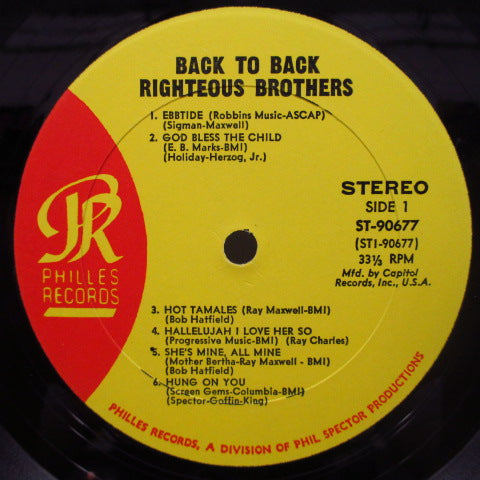 BACK TO BACK
RIGHTEOUS BROTHERS
1. EBBTIDE (Robbins Music-ASCAP)
(Sigman-Maxwell)
2. GOD BLESS THE CHILD
(E. B. Marks-BMI)
(Holiday-Herzog, Jr.)
STEREO
SIDE 1
ST-90677
(ST1-90677)
33⅓ RPM
Mfd. by Capitol
Records, Inc., U.S.A.
PR
PHILLES
RECORDS
3. HOT TAMALES (Ray Maxwell-BMI)
(Bob Hatfield)
4. HALLELUJAH I LOVE HER SO
(Progressive Music-BMI) (Ray Charles)
5. SHE'S MINE, ALL MINE
(Mother Bertha-Ray Maxwell - BMI)
(Bob Hatfield)
6. HUNG ON YOU
(Screen Gems-Columbia-BMI)
(Spector-Goffin-King)
PHILLES RECORDS, A DIVISION OF PHIL SPECTOR PRODUCTIONS